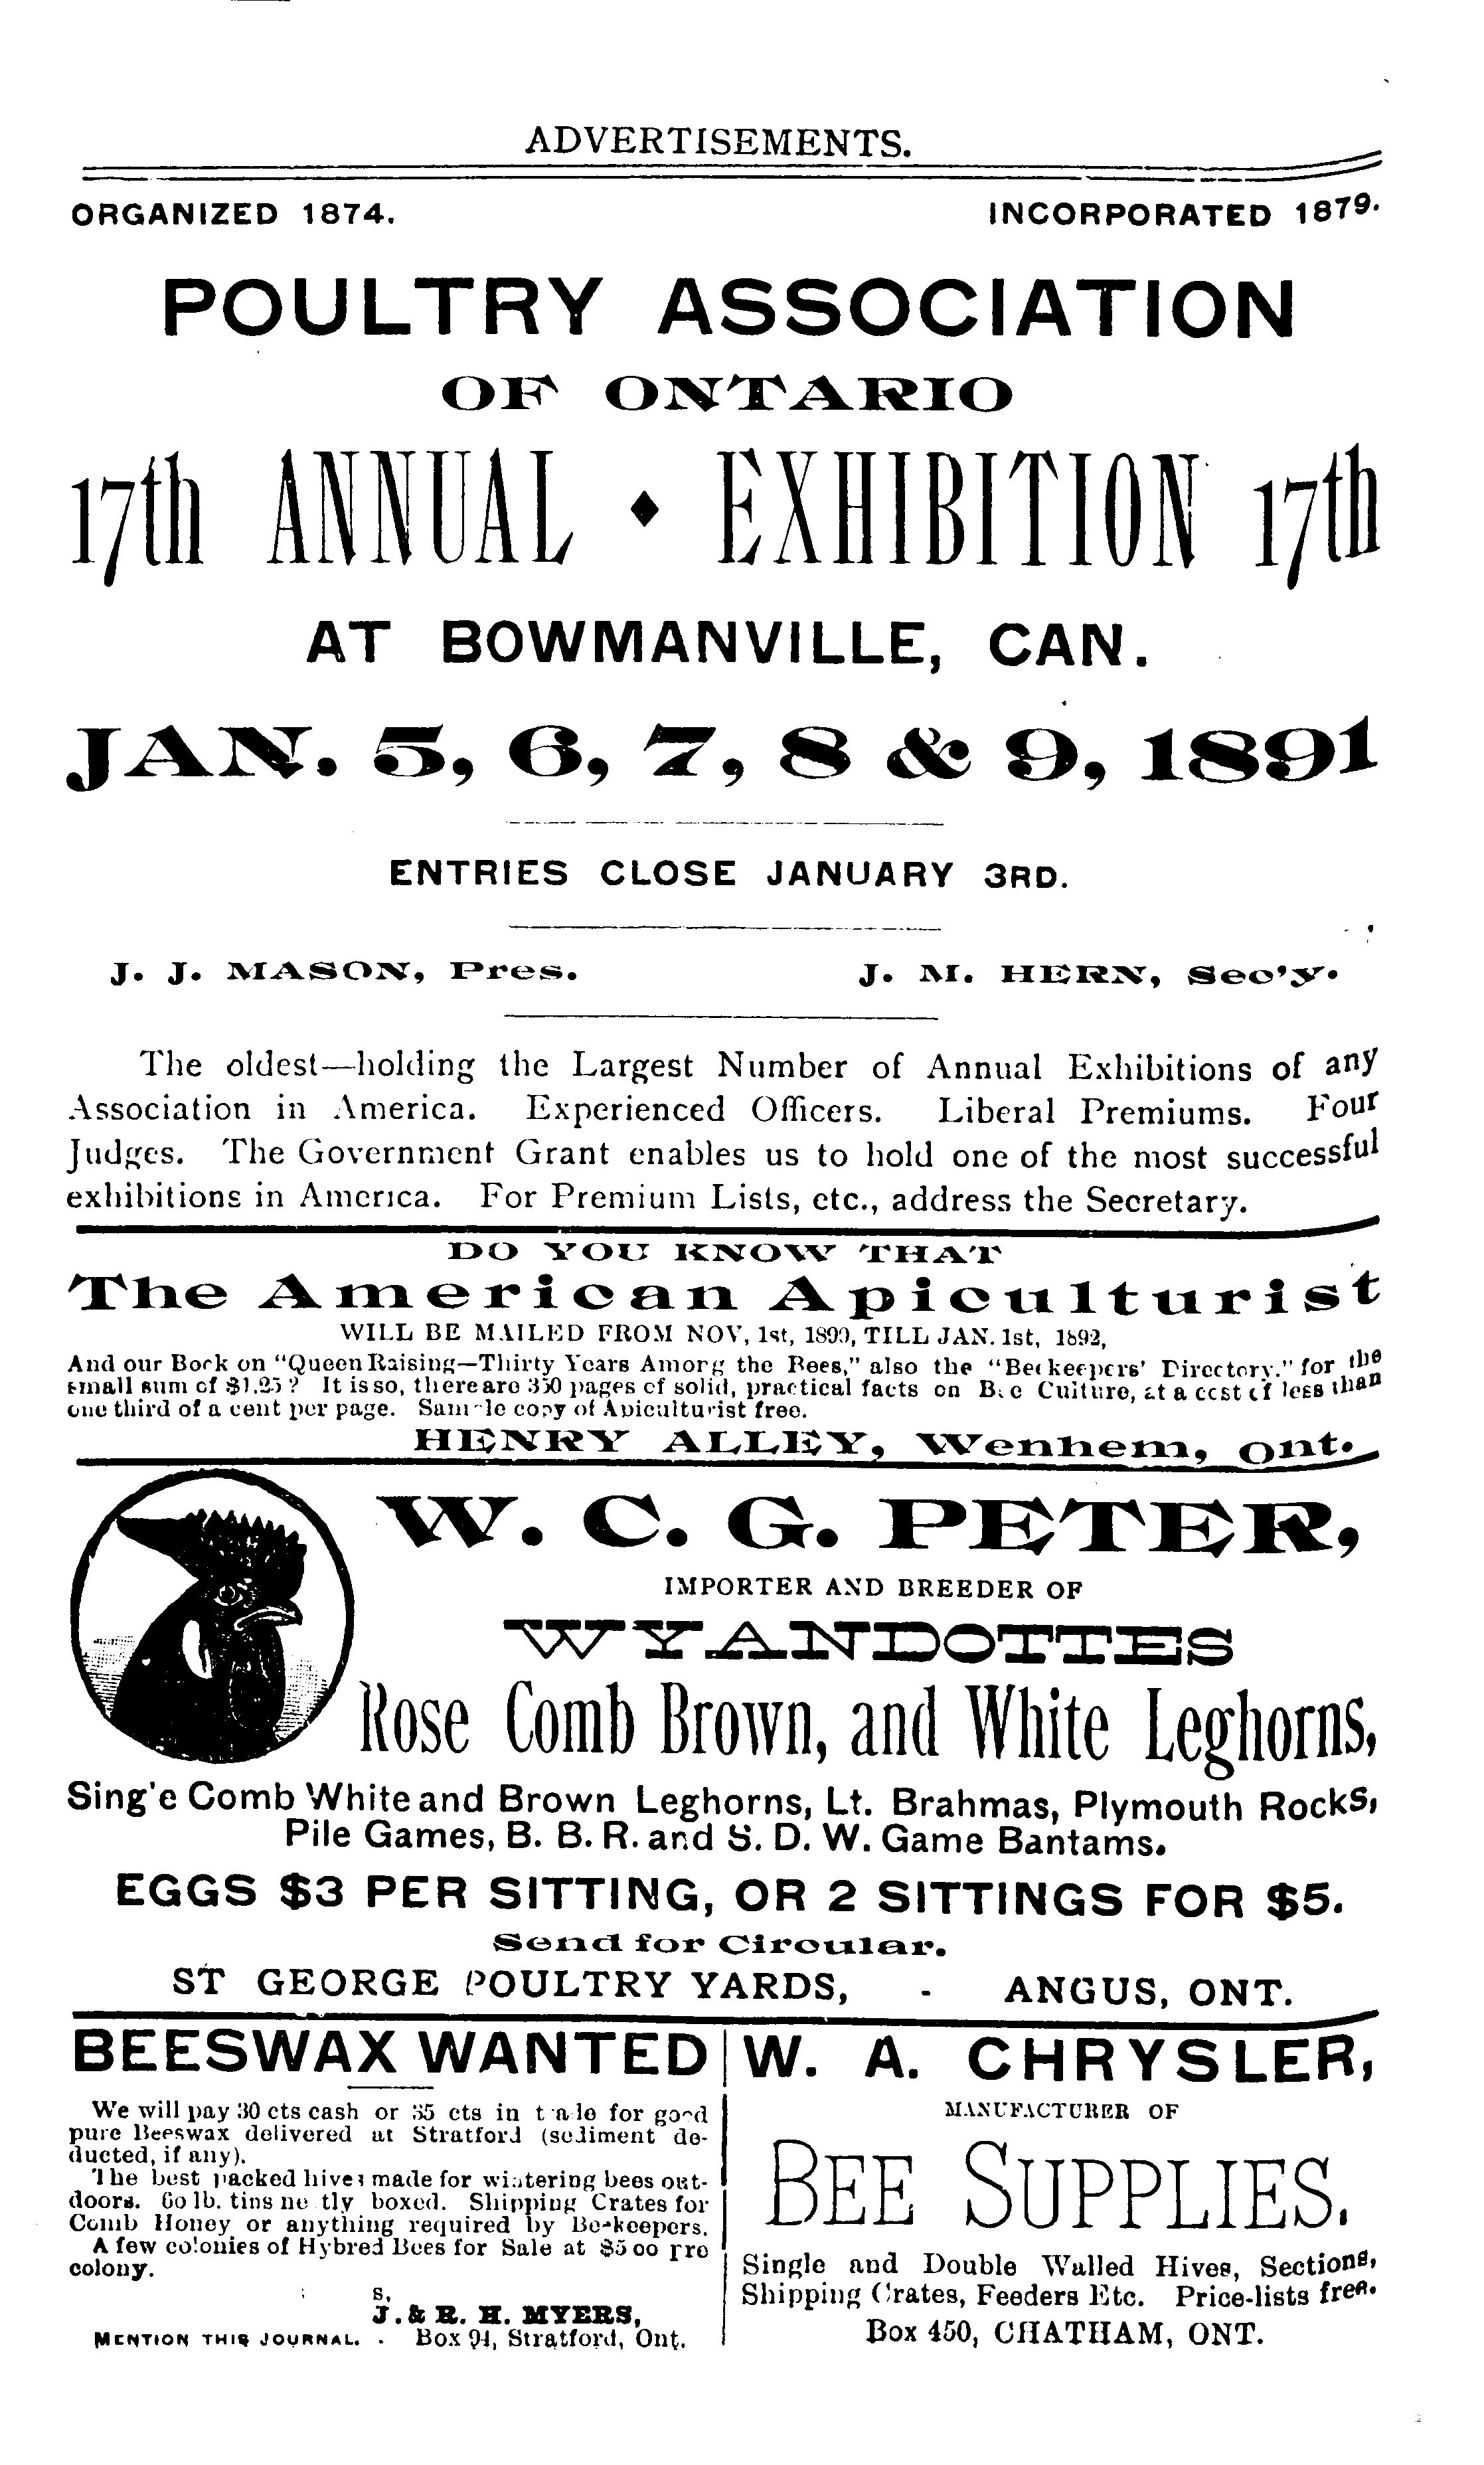 ADVERTISEMENTS.
ORGANIZED 1874. INCORPORATED 1879.
POULTRY ASSOCIATION
OF ONTARIO
17th ANNUAL ♦ EXHIBITION 17th
AT BOWMANVILLE, CAN.
JAN. 5, 6, 7, 8 & 9, 1891
ENTRIES CLOSE JANUARY 3RD.
J. J. MASON, Pres. J. M. HERN, Sec'y.
The oldest—holding the Largest Number of Annual Exhibitions of any
Association in America. Experienced Officers. Liberal Premiums. Four
Judges. The Government Grant enables us to hold one of the most successful
exhibitions in America. For Premium Lists, etc., address the Secretary.
DO YOU KNOW THAT
The American Apiculturist
WILL BE MAILED FROM NOV, 1st, 1890, TILL JAN. 1st, 1892,
And our Book on "Queen Raising—Thirty Years Among the Bees," also the "Beekeepers' Directory." for the
small sum of $1.25 ? It is so, there are 350 pages of solid, practical facts on Bee Culture, at a cost of less than
one third of a cent per page. Sample copy of Apiculturist free.
HENRY ALLEY, Wenhem, Ont.
W. C. G. PETER,
IMPORTER AND BREEDER OF
WYANDOTTES
Rose Comb Brown, and White Leghorns,
Sing'e Comb White and Brown Leghorns, Lt. Brahmas, Plymouth Rocks,
Pile Games, B. B. R. and S. D. W. Game Bantams.
EGGS $3 PER SITTING, OR 2 SITTINGS FOR $5.
Send for Circular.
ST GEORGE POULTRY YARDS, - ANGUS, ONT.
BEESWAX WANTED
We will pay 30 cts cash or 35 cts in trade for good
pure Beeswax delivered at Stratford (sediment de-
ducted, if any).
The best packed hives made for wintering bees out-
doors. 60 lb. tins neatly boxed. Shipping Crates for
Comb Honey or anything required by Bee-keepers.
A few colonies of Hybred Bees for Sale at $5 00 pre
colony.
S,
J. & R. H. MYERS,
MENTION THIS JOURNAL. . Box 94, Stratford, Ont.
W. A. CHRYSLER,
MANUFACTURER OF
BEE SUPPLIES.
Single and Double Walled Hives, Sections,
Shipping Crates, Feeders Etc. Price-lists free.
Box 450, CHATHAM, ONT.